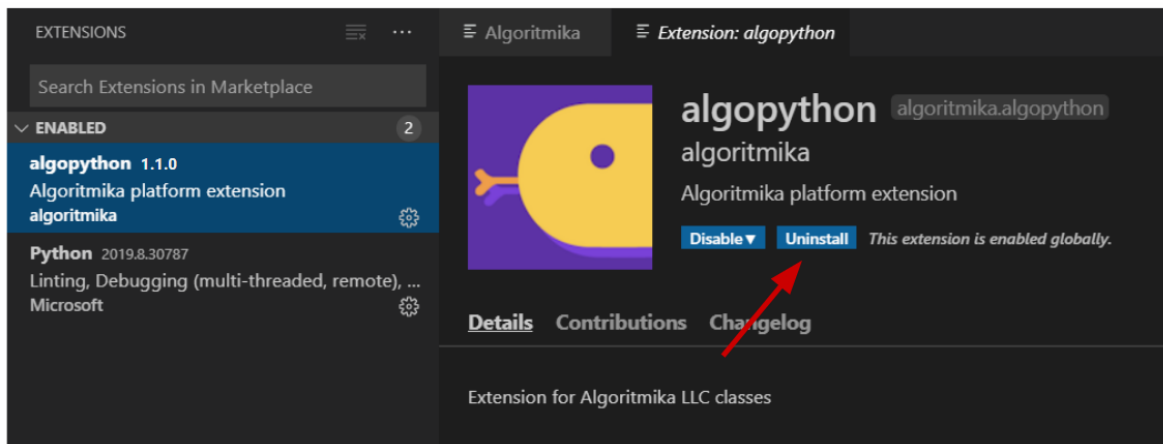 EXTENSIONS
Search Extensions in Marketplace
ENABLED 2
algopython 1.1.0
Algoritmika platform extension
algoritmika
Python 2019.8.30787
Linting, Debugging (multi-threaded, remote), ...
Microsoft
Algoritmika
Extension: algopython
algopython algoritmika.algopython
algoritmika
Algoritmika platform extension
Disable▼ Uninstall This extension is enabled globally.
Details Contributions Changelog
Extension for Algoritmika LLC classes